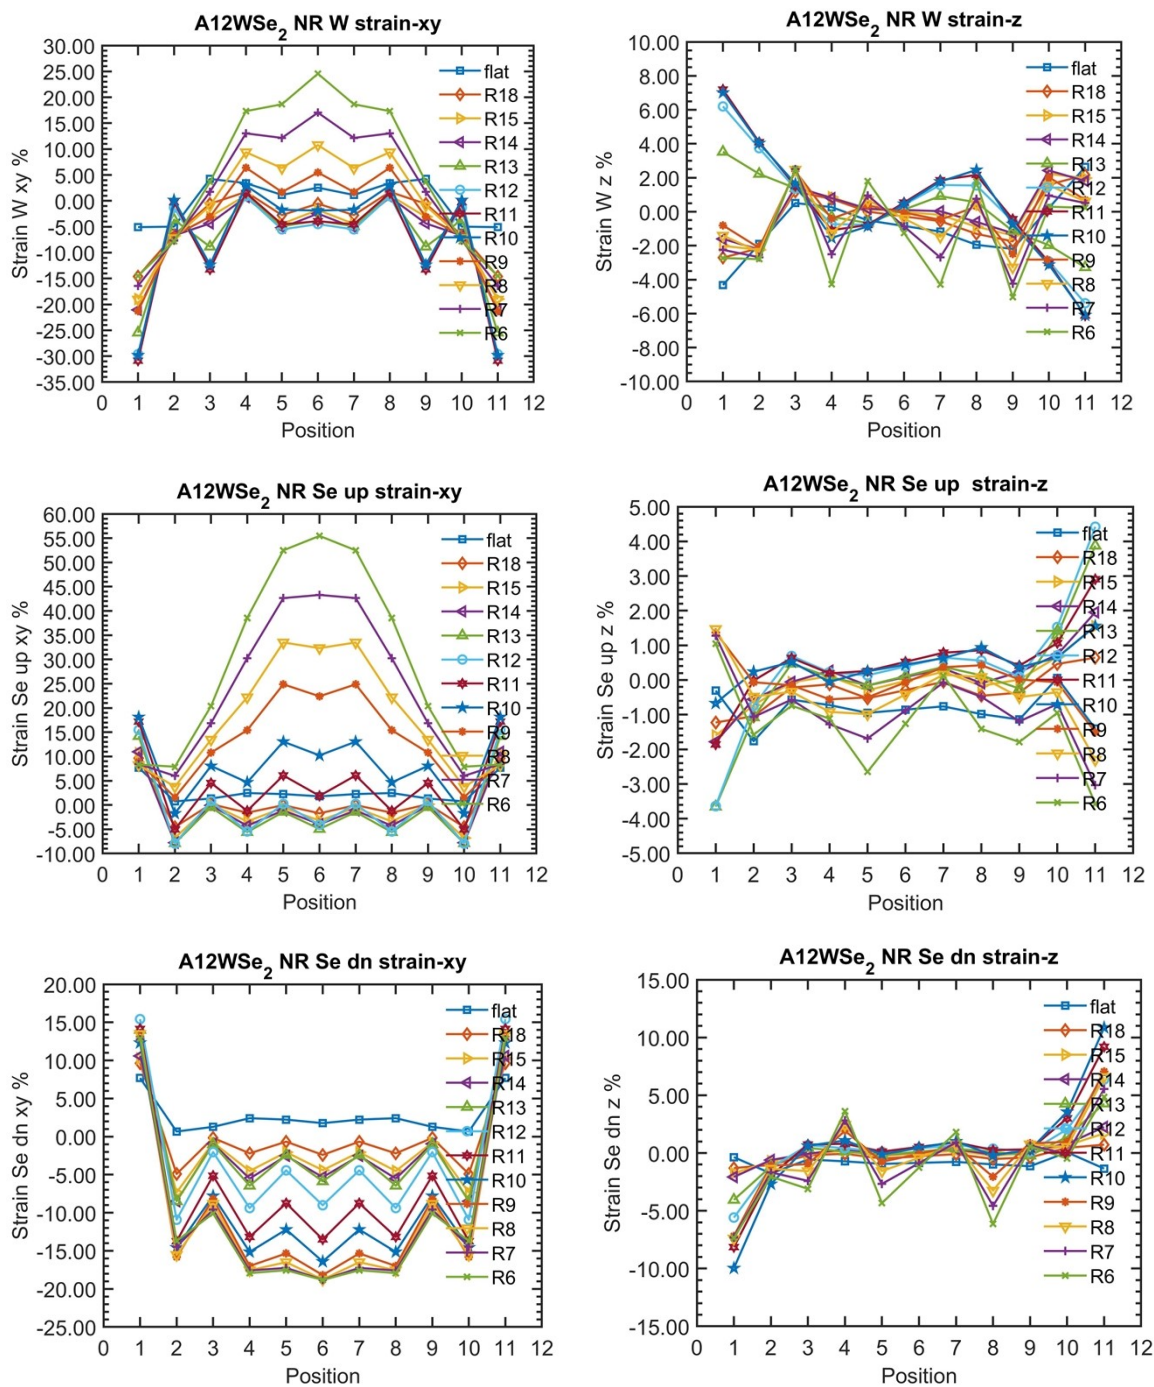 A12WSe2 NR W strain-xy
Strain W xy %
30.00
25.00
20.00
15.00
10.00
5.00
0.00
-5.00
-10.00
-15.00
-20.00
-25.00
-30.00
-35.00
0 1 2 3 4 5 6 7 8 9 10 11 12
Position
flat
R18
R15
R14
R13
R12
R11
R10
R9
R8
R7
R6
A12WSe2 NR W strain-z
Strain W z %
10.00
8.00
6.00
4.00
2.00
0.00
-2.00
-4.00
-6.00
-8.00
-10.00
0 1 2 3 4 5 6 7 8 9 10 11 12
Position
flat
R18
R15
R14
R13
R12
R11
R10
R9
R8
R7
R6
A12WSe2 NR Se up strain-xy
Strain Se up xy %
60.00
55.00
50.00
45.00
40.00
35.00
30.00
25.00
20.00
15.00
10.00
5.00
0.00
-5.00
-10.00
0 1 2 3 4 5 6 7 8 9 10 11 12
Position
flat
R18
R15
R14
R13
R12
R11
R10
R9
R8
R7
R6
A12WSe2 NR Se up strain-z
Strain Se up z %
5.00
4.00
3.00
2.00
1.00
0.00
-1.00
-2.00
-3.00
-4.00
-5.00
0 1 2 3 4 5 6 7 8 9 10 11 12
Position
flat
R18
R15
R14
R13
R12
R11
R10
R9
R8
R7
R6
A12WSe2 NR Se dn strain-xy
Strain Se dn xy %
20.00
15.00
10.00
5.00
0.00
-5.00
-10.00
-15.00
-20.00
-25.00
0 1 2 3 4 5 6 7 8 9 10 11 12
Position
flat
R18
R15
R14
R13
R12
R11
R10
R9
R8
R7
R6
A12WSe2 NR Se dn strain-z
Strain Se dn z %
15.00
10.00
5.00
0.00
-5.00
-10.00
-15.00
0 1 2 3 4 5 6 7 8 9 10 11 12
Position
flat
R18
R15
R14
R13
R12
R11
R10
R9
R8
R7
R6